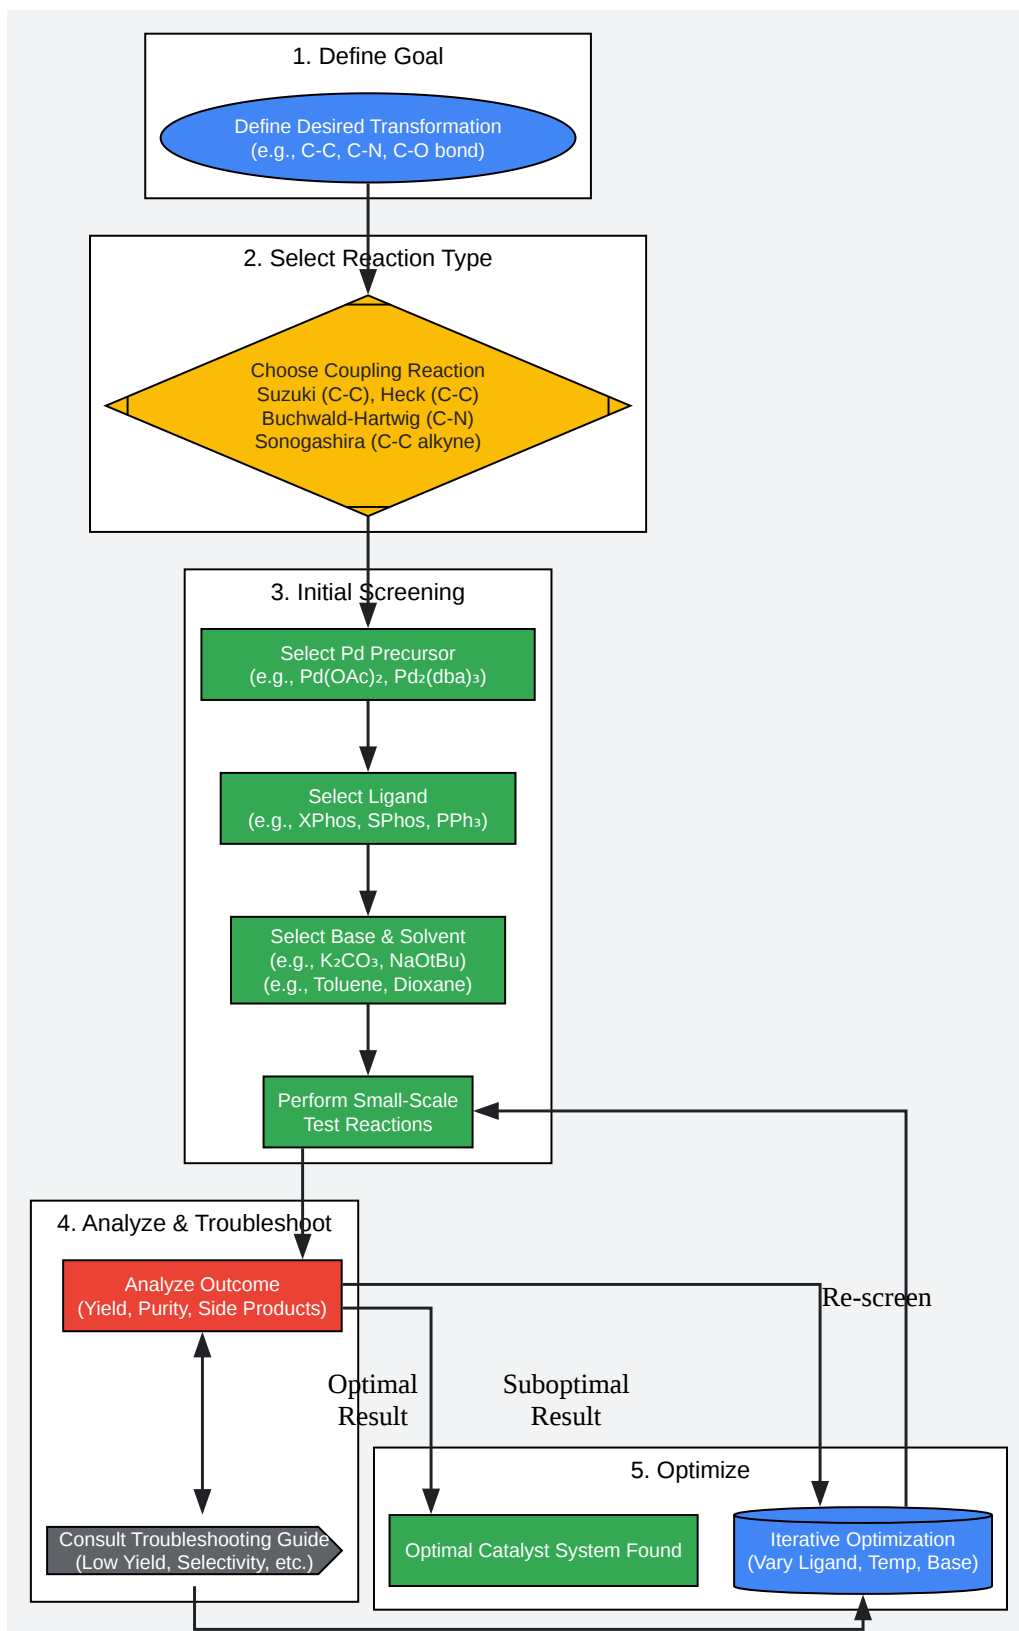 1. Define Goal
Define Desired Transformation
(e.g., C-C, C-N, C-O bond)
2. Select Reaction Type
Choose Coupling Reaction
Suzuki (C-C), Heck (C-C)
Buchwald-Hartwig (C-N)
Sonogashira (C-C alkyne)
3. Initial Screening
Select Pd Precursor
(e.g., Pd(OAc)₂, Pd₂(dba)₃)
Select Ligand
(e.g., XPhos, SPhos, PPh₃)
Select Base & Solvent
(e.g., K₂CO₃, NaOtBu)
(e.g., Toluene, Dioxane)
Perform Small-Scale
Test Reactions
4. Analyze & Troubleshoot
Analyze Outcome
(Yield, Purity, Side Products)
Re-screen
Optimal
Result
Suboptimal
Result
5. Optimize
Consult Troubleshooting Guide
(Low Yield, Selectivity, etc.)
Optimal Catalyst System Found
Iterative Optimization
(Vary Ligand, Temp, Base)